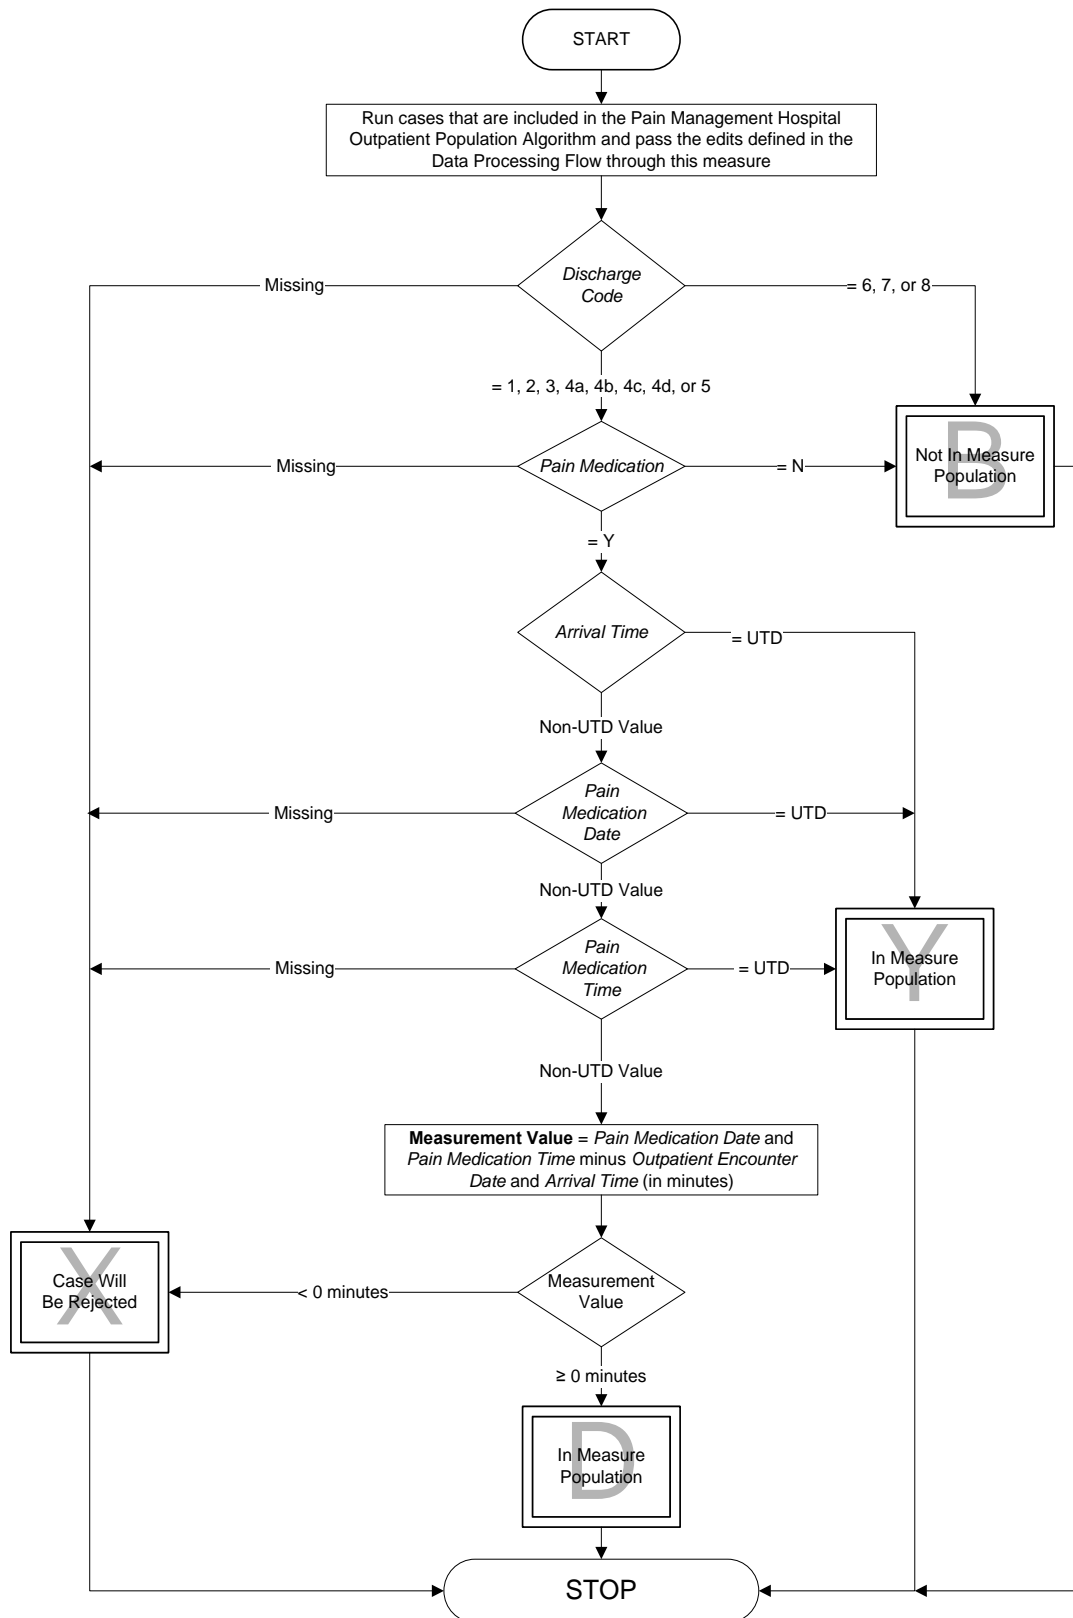 START
Run cases that are included in the Pain Management Hospital
Outpatient Population Algorithm and pass the edits defined in the
Data Processing Flow through this measure
Discharge
Code
Missing
= 6, 7, or 8
= 1, 2, 3, 4a, 4b, 4c, 4d, or 5
Pain Medication
Missing
= N
B
Not In Measure
Population
= Y
Arrival Time
= UTD
Non-UTD Value
Pain
Medication
Date
Missing
= UTD
Non-UTD Value
Pain
Medication
Time
Missing
= UTD
Y
In Measure
Population
Non-UTD Value
Measurement Value = Pain Medication Date and
Pain Medication Time minus Outpatient Encounter
Date and Arrival Time (in minutes)
X
Case Will
Be Rejected
< 0 minutes
Measurement
Value
≥ 0 minutes
D
In Measure
Population
STOP